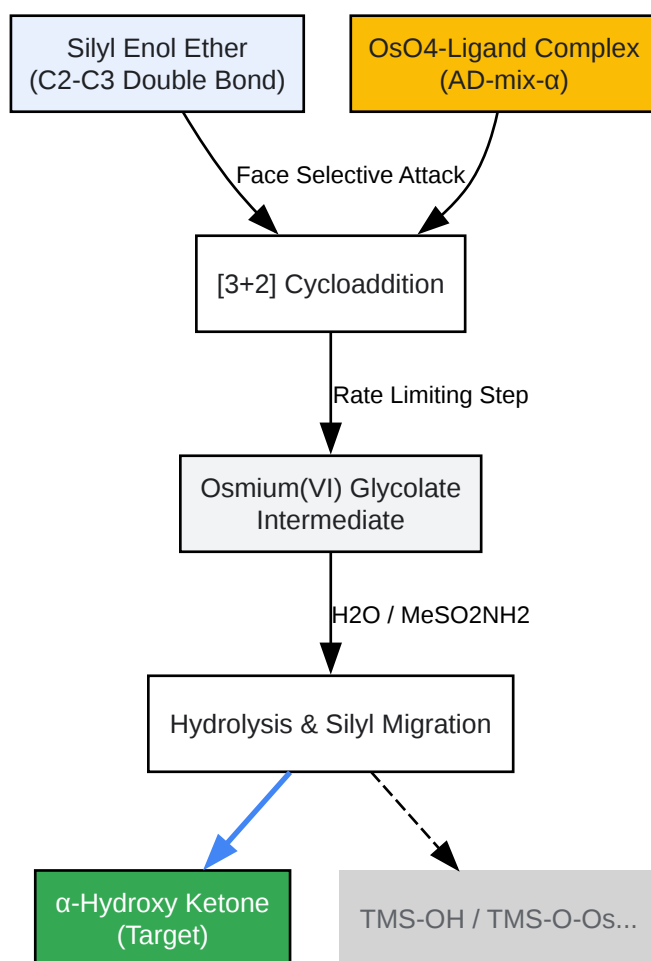 Silyl Enol Ether
(C2-C3 Double Bond)
OsO4-Ligand Complex
(AD-mix-α)
Face Selective Attack
[3+2] Cycloaddition
Rate Limiting Step
Osmium(VI) Glycolate
Intermediate
H2O / MeSO2NH2
Hydrolysis & Silyl Migration
α-Hydroxy Ketone
(Target)
TMS-OH / TMS-O-Os...